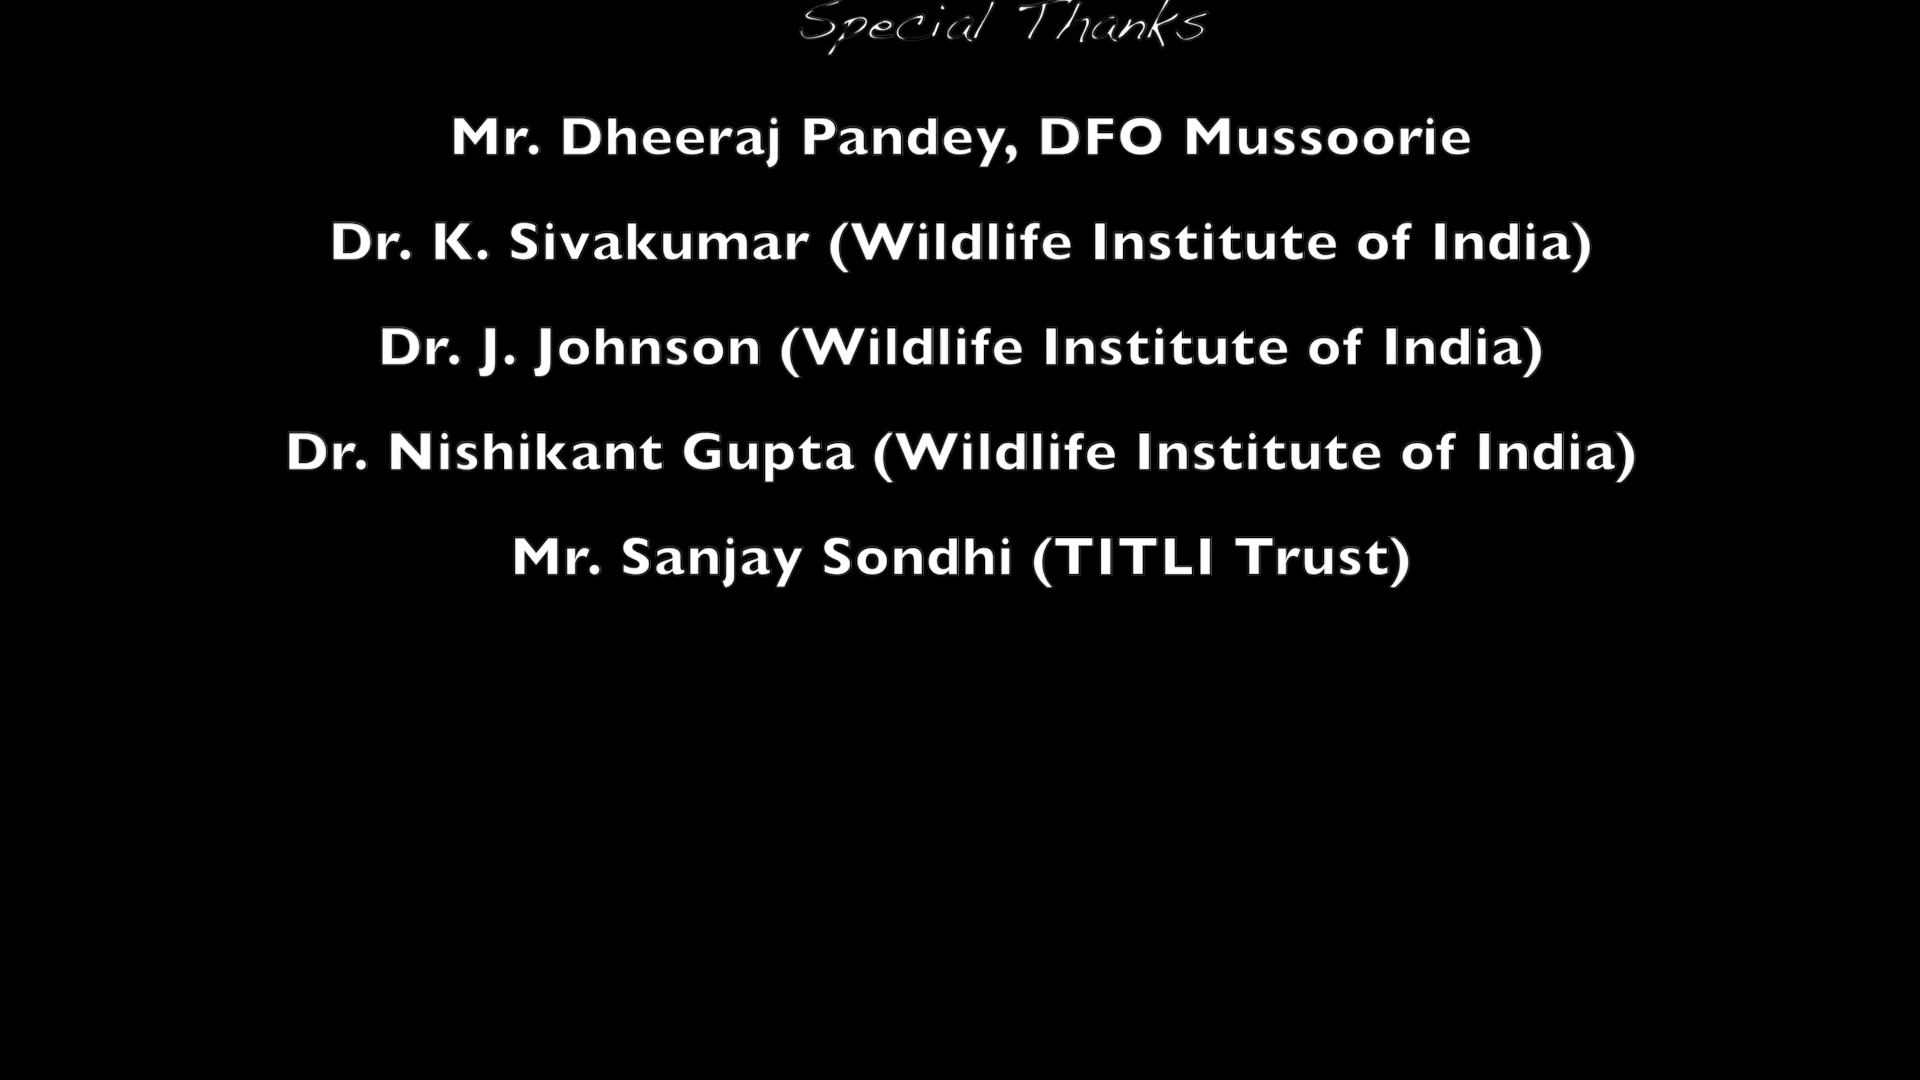 Special Thanks
Mr. Dheeraj Pandey, DFO Mussoorie
Dr. K. Sivakumar (Wildlife Institute of India)
Dr. J. Johnson (Wildlife Institute of India)
Dr. Nishikant Gupta (Wildlife Institute of India)
Mr. Sanjay Sondhi (TITLI Trust)